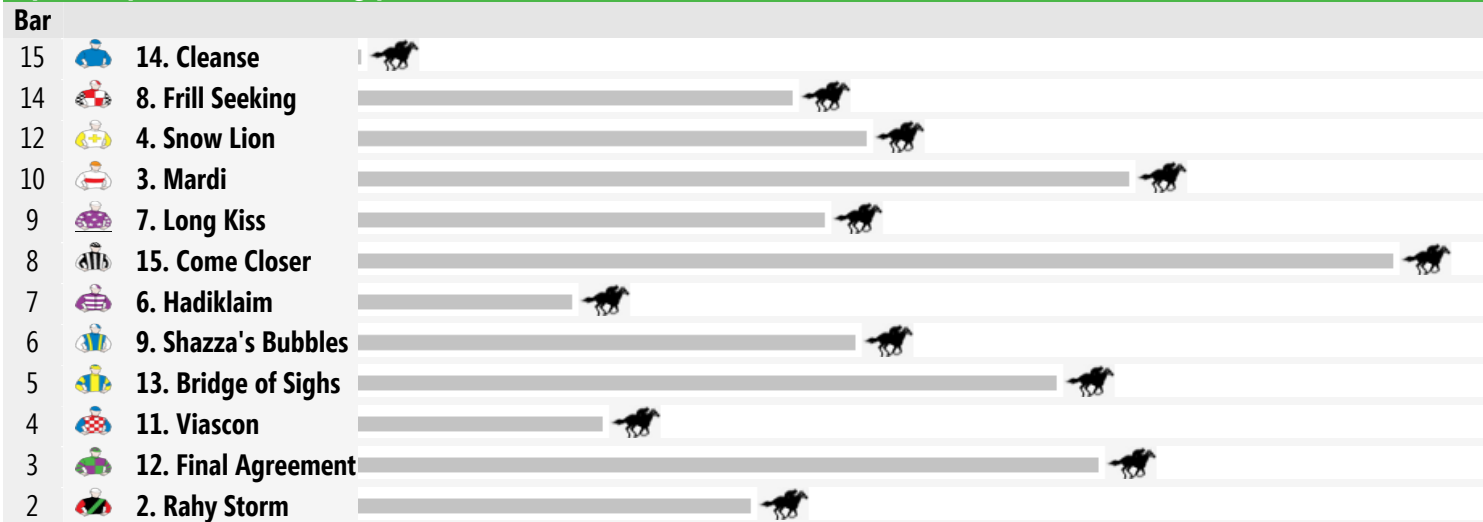 Bar
15 14. Cleanse
14 8. Frill Seeking
12 4. Snow Lion
10 3. Mardi
9 7. Long Kiss
8 15. Come Closer
7 6. Hadiklaim
6 9. Shazza's Bubbles
5 13. Bridge of Sighs
4 11. Viascon
3 12. Final Agreement
2 2. Rahy Storm